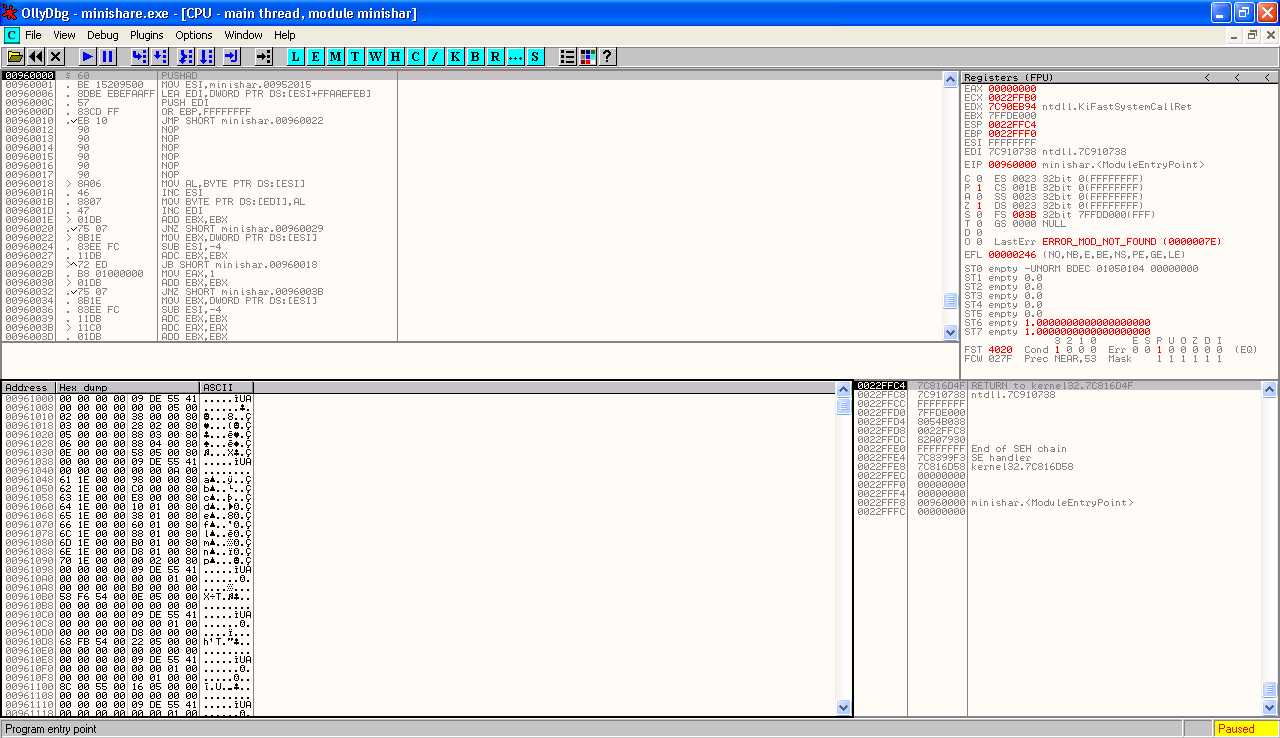 OllyDbg - minishare.exe - [CPU - main thread, module minishar]
C File View Debug Plugins Options Window Help
L E M T W H C / K B R ... S ?
00960000 $ 60 PUSHAD
00960001 . BE 15209500 MOV ESI,minishar.00952015
00960006 . 8DBE EBEFAAFF LEA EDI,DWORD PTR DS:[ESI+FFAAEFEB]
0096000C . 57 PUSH EDI
0096000D . 83CD FF OR EBP,FFFFFFFF
00960010 . EB 10 JMP SHORT minishar.00960022
00960012 90 NOP
00960013 90 NOP
00960014 90 NOP
00960015 90 NOP
00960016 90 NOP
00960017 90 NOP
00960018 > 8A06 MOV AL,BYTE PTR DS:[ESI]
0096001A . 46 INC ESI
0096001B . 8807 MOV BYTE PTR DS:[EDI],AL
0096001D . 47 INC EDI
0096001E > 01DB ADD EBX,EBX
00960020 . 75 07 JNZ SHORT minishar.00960029
00960022 > 8B1E MOV EBX,DWORD PTR DS:[ESI]
00960024 . 83EE FC SUB ESI,-4
00960027 . 11DB ADC EBX,EBX
00960029 > 72 ED JB SHORT minishar.00960018
0096002B . B8 01000000 MOV EAX,1
00960030 > 01DB ADD EBX,EBX
00960032 . 75 07 JNZ SHORT minishar.0096003B
00960034 . 8B1E MOV EBX,DWORD PTR DS:[ESI]
00960036 . 83EE FC SUB ESI,-4
00960039 . 11DB ADC EBX,EBX
0096003B > 11C0 ADC EAX,EAX
0096003D . 01DB ADD EBX,EBX
Registers (FPU) < < <
EAX 00000000
ECX 0022FFB0
EDX 7C90EB94 ntdll.KiFastSystemCallRet
EBX 7FFDE000
ESP 0022FFC4
EBP 0022FFF0
ESI FFFFFFFF
EDI 7C910738 ntdll.7C910738
EIP 00960000 minishar.<ModuleEntryPoint>
C 0 ES 0023 32bit 0(FFFFFFFF)
P 1 CS 001B 32bit 0(FFFFFFFF)
A 0 SS 0023 32bit 0(FFFFFFFF)
Z 1 DS 0023 32bit 0(FFFFFFFF)
S 0 FS 003B 32bit 7FFDD000(FFF)
T 0 GS 0000 NULL
D 0
O 0 LastErr ERROR_MOD_NOT_FOUND (0000007E)
EFL 00000246 (NO,NB,E,BE,NS,PE,GE,LE)
ST0 empty -UNORM BDEC 01050104 00000000
ST1 empty 0.0
ST2 empty 0.0
ST3 empty 0.0
ST4 empty 0.0
ST5 empty 0.0
ST6 empty 1.0000000000000000000
ST7 empty 1.0000000000000000000
3 2 1 0 E S P U O Z D I
FST 4020 Cond 1 0 0 0 Err 0 0 1 0 0 0 0 0 (EQ)
FCW 027F Prec NEAR,53 Mask 1 1 1 1 1 1
Address Hex dump ASCII
00961000 00 00 00 00 09 DE 55 41
00961008 00 00 00 00 00 00 05 00
00961010 02 00 00 00 38 00 00 80
00961018 03 00 00 00 28 02 00 80
00961020 05 00 00 00 88 03 00 80
00961028 06 00 00 00 88 04 00 80
00961030 0E 00 00 00 58 05 00 80
00961038 00 00 00 00 09 DE 55 41
00961040 00 00 00 00 00 00 0A 00
00961048 61 1E 00 00 98 00 00 80
00961050 62 1E 00 00 C0 00 00 80
00961058 63 1E 00 00 E8 00 00 80
00961060 64 1E 00 00 10 01 00 80
00961068 65 1E 00 00 38 01 00 80
00961070 66 1E 00 00 60 01 00 80
00961078 6C 1E 00 00 88 01 00 80
00961080 6D 1E 00 00 B0 01 00 80
00961088 6E 1E 00 00 D8 01 00 80
00961090 70 1E 00 00 00 02 00 80
00961098 00 00 00 00 09 DE 55 41
009610A0 00 00 00 00 00 00 01 00
009610A8 00 00 00 00 B0 00 00 00
009610B0 58 F6 54 00 0E 05 00 00
009610B8 00 00 00 00 00 00 00 00
009610C0 00 00 00 00 09 DE 55 41
009610C8 00 00 00 00 00 00 01 00
009610D0 00 00 00 00 D8 00 00 00
009610D8 68 FB 54 00 22 05 00 00
009610E0 00 00 00 00 00 00 00 00
009610E8 00 00 00 00 09 DE 55 41
009610F0 00 00 00 00 00 00 01 00
009610F8 00 00 00 00 00 01 00 00
00961100 8C 00 55 00 16 05 00 00
00961108 00 00 00 00 00 00 00 00
00961110 00 00 00 00 09 DE 55 41
00961118 00 00 00 00 00 00 01 00
0022FFC4 7C816D4F RETURN to kernel32.7C816D4F
0022FFC8 7C910738 ntdll.7C910738
0022FFCC FFFFFFFF
0022FFD0 7FFDE000
0022FFD4 8054B038
0022FFD8 0022FFC8
0022FFDC 82A07930
0022FFE0 FFFFFFFF End of SEH chain
0022FFE4 7C8399F3 SE handler
0022FFE8 7C816D58 kernel32.7C816D58
0022FFEC 00000000
0022FFF0 00000000
0022FFF4 00000000
0022FFF8 00960000 minishar.<ModuleEntryPoint>
0022FFFC 00000000
Program entry point
Paused